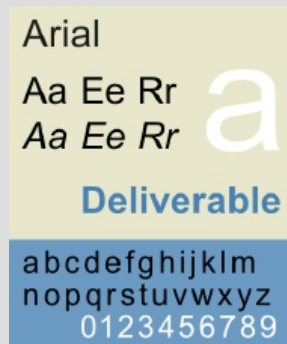 Arial
Aa Ee Rr
Aa Ee Rr
a
Deliverable
abcdefghijklm
nopqrstuvwxyz
0123456789